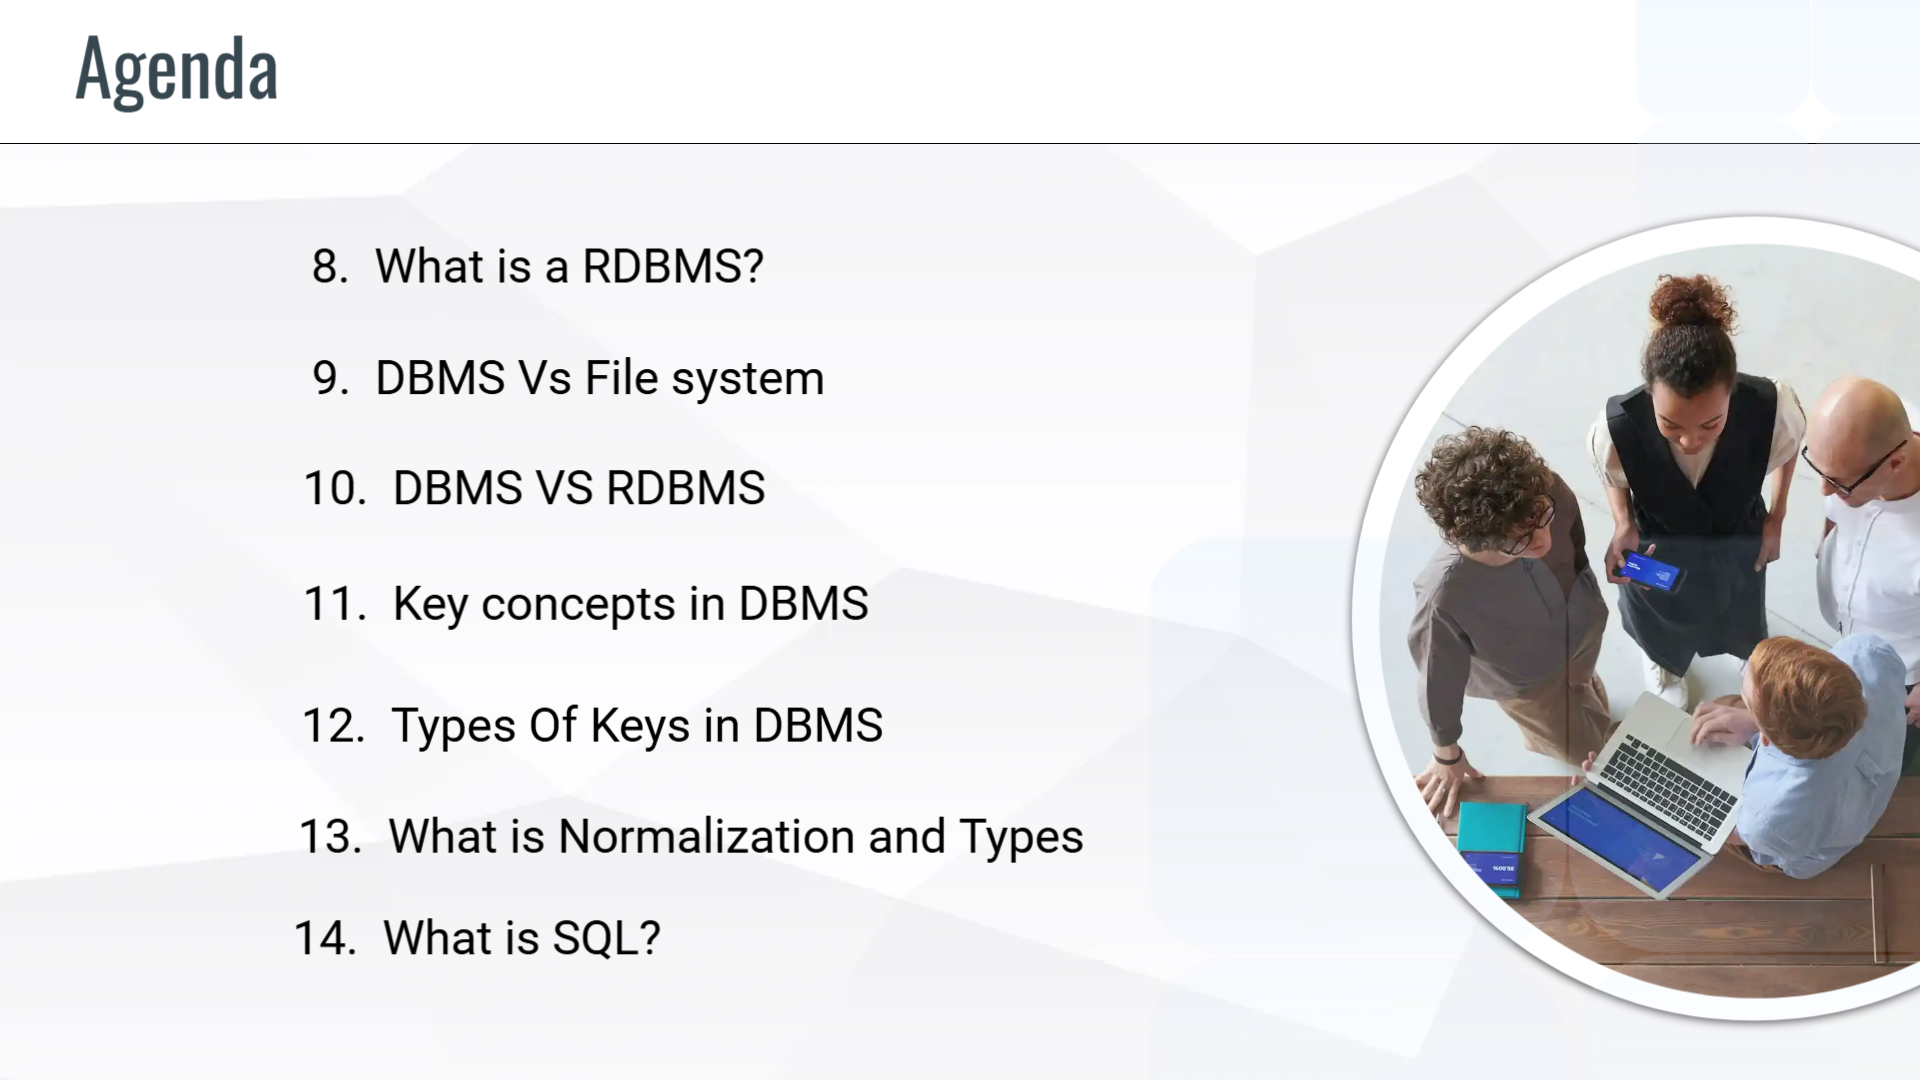 Agenda
8. What is a RDBMS?
9. DBMS Vs File system
10. DBMS VS RDBMS
11. Key concepts in DBMS
12. Types Of Keys in DBMS
13. What is Normalization and Types
14. What is SQL?